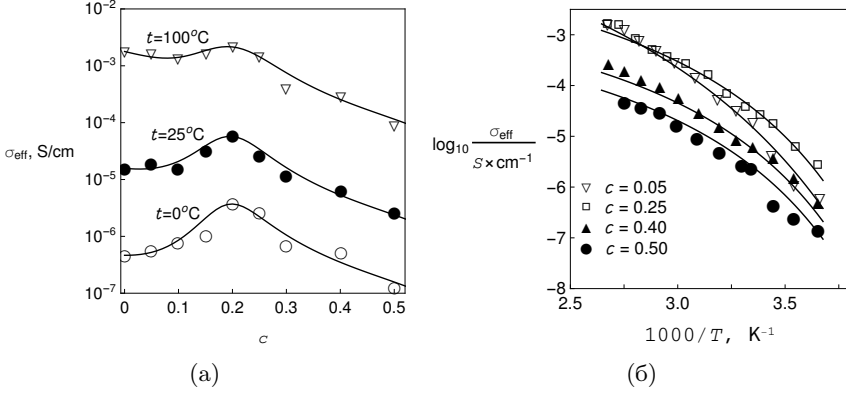 10⁻²
10⁻³
10⁻⁴
10⁻⁵
10⁻⁶
10⁻⁷
σeff, S/cm
t=100°C
t=25°C
t=0°C
0 0.1 0.2 0.3 0.4 0.5
c
(а)
-3
-4
-5
-6
-7
-8
log₁₀ σeff / S×cm⁻¹
c = 0.05
c = 0.25
c = 0.40
c = 0.50
2.5 3.0 3.5
1000/T, K⁻¹
(б)